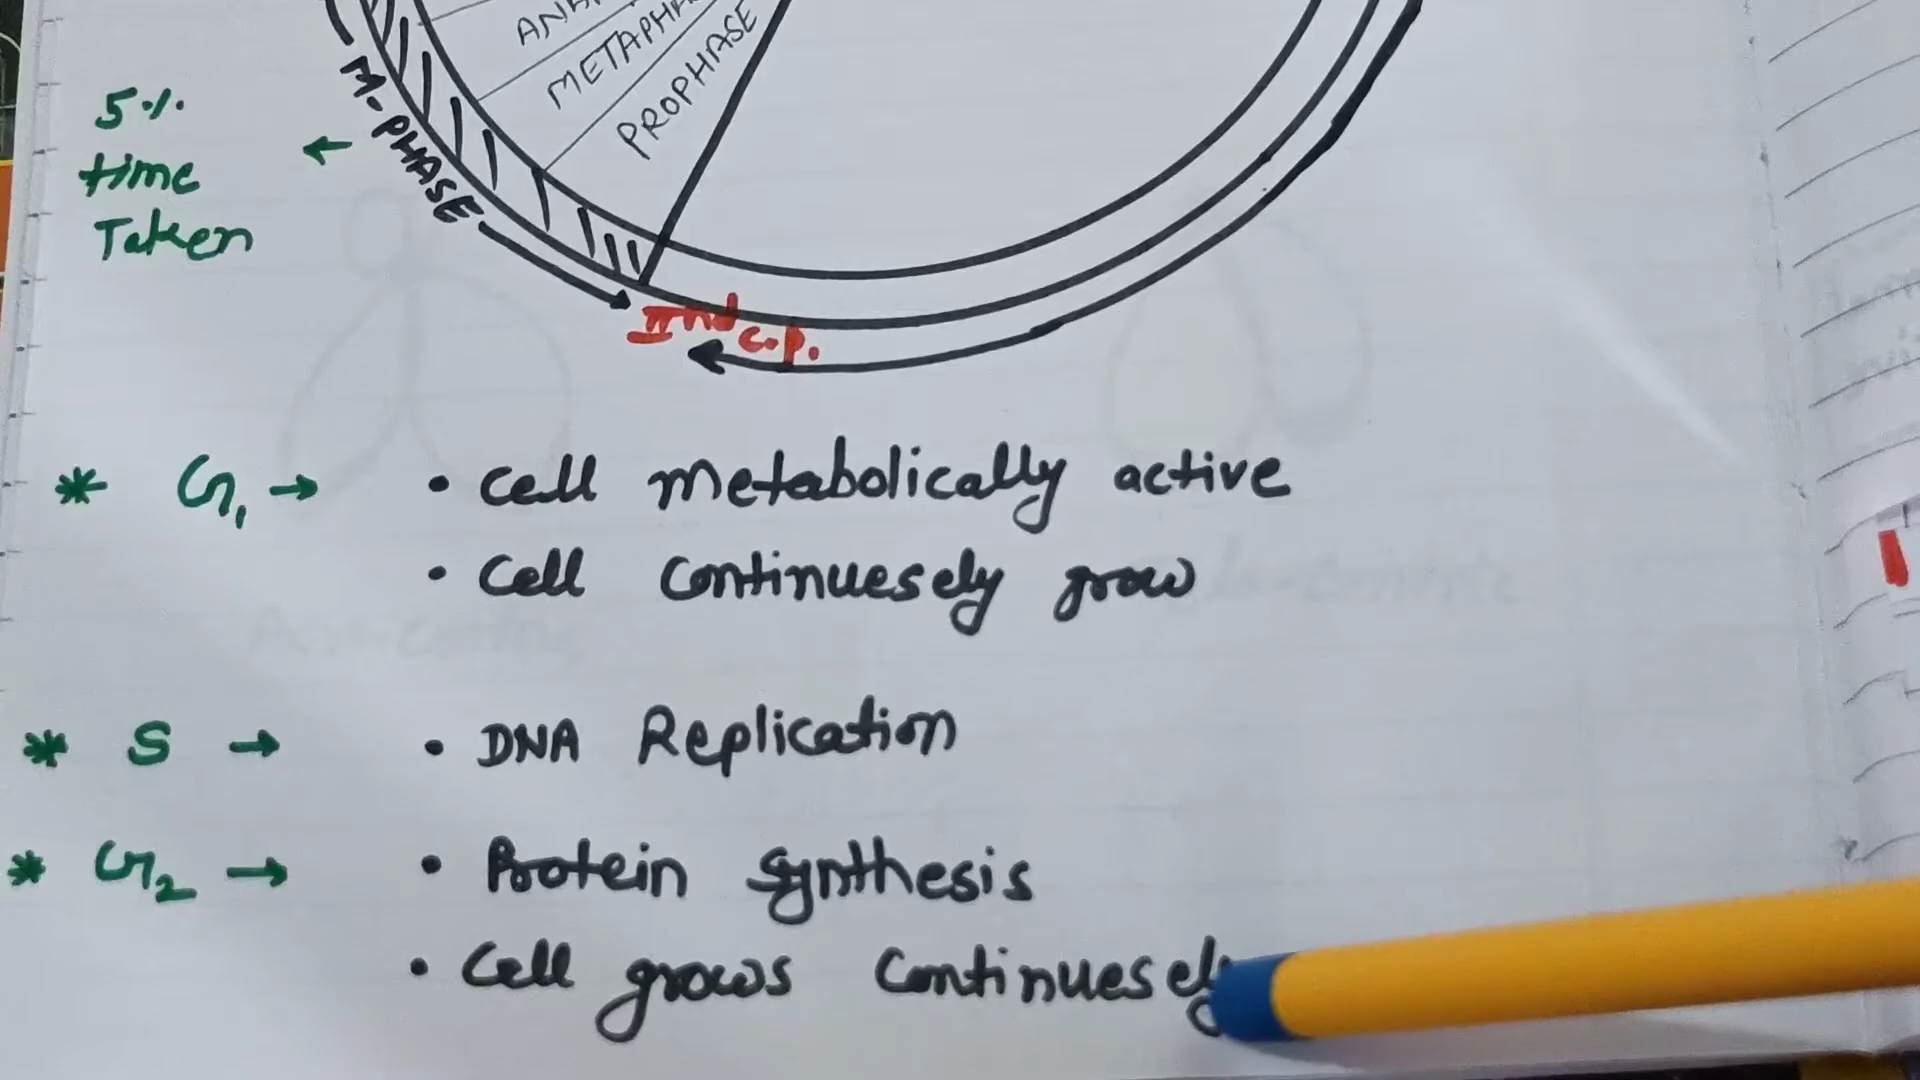 METAPHA
PROPHASE
M. PHASE
5%
time
Taken
IInd c.p.
* G1 → • Cell metabolically active
• Cell continuesely grow
* S → • DNA Replication
* G2 → • Protein synthesis
• Cell grows continuesely